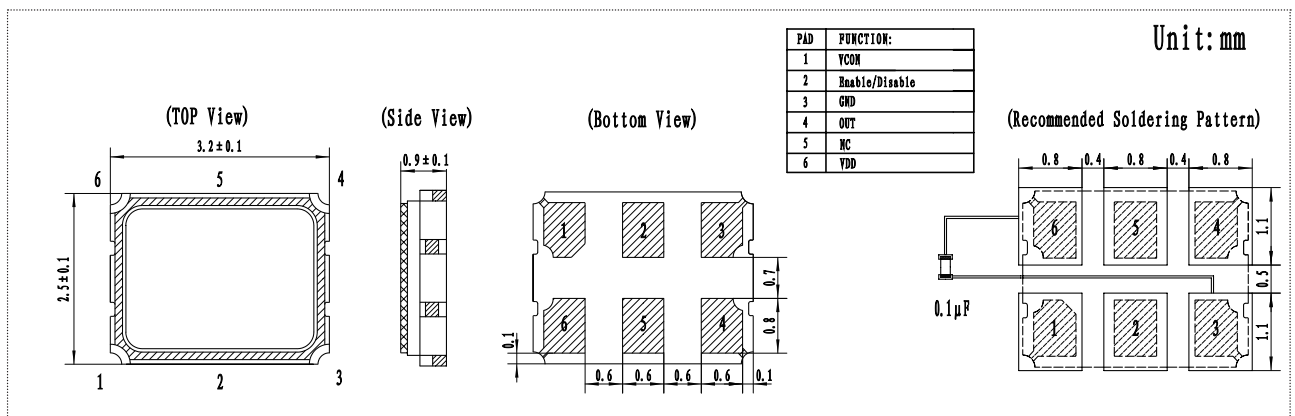 Unit:mm
PAD FUNCTION:
1 VCON
2 Enable/Disable
3 GND
4 OUT
5 NC
6 VDD
(TOP View)
3.2±0.1
6 5 4
2.5±0.1
1 2 3
(Side View)
0.9±0.1
(Bottom View)
1 2 3
0.7
6 5 4
0.8
0.1
0.6 0.6 0.6 0.6 0.1
(Recommended Soldering Pattern)
0.8 0.4 0.8 0.4 0.8
6 5 4
1.1
0.5
0.1μF
1 2 3
1.1